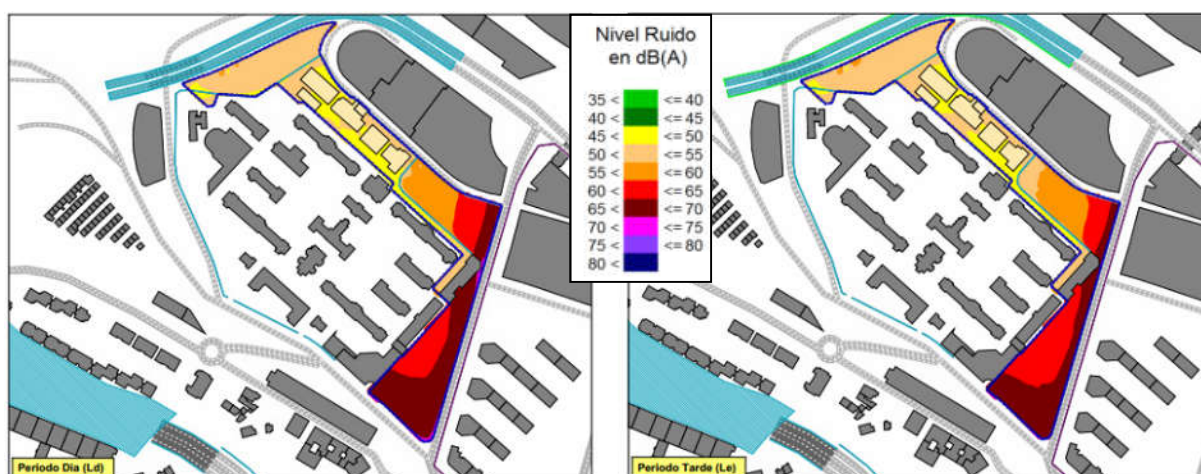 Nivel Ruido
en dB(A)
35 < <= 40
40 < <= 45
45 < <= 50
50 < <= 55
55 < <= 60
60 < <= 65
65 < <= 70
70 < <= 75
75 < <= 80
80 <
Periodo Día (Ld)
Periodo Tarde (Le)